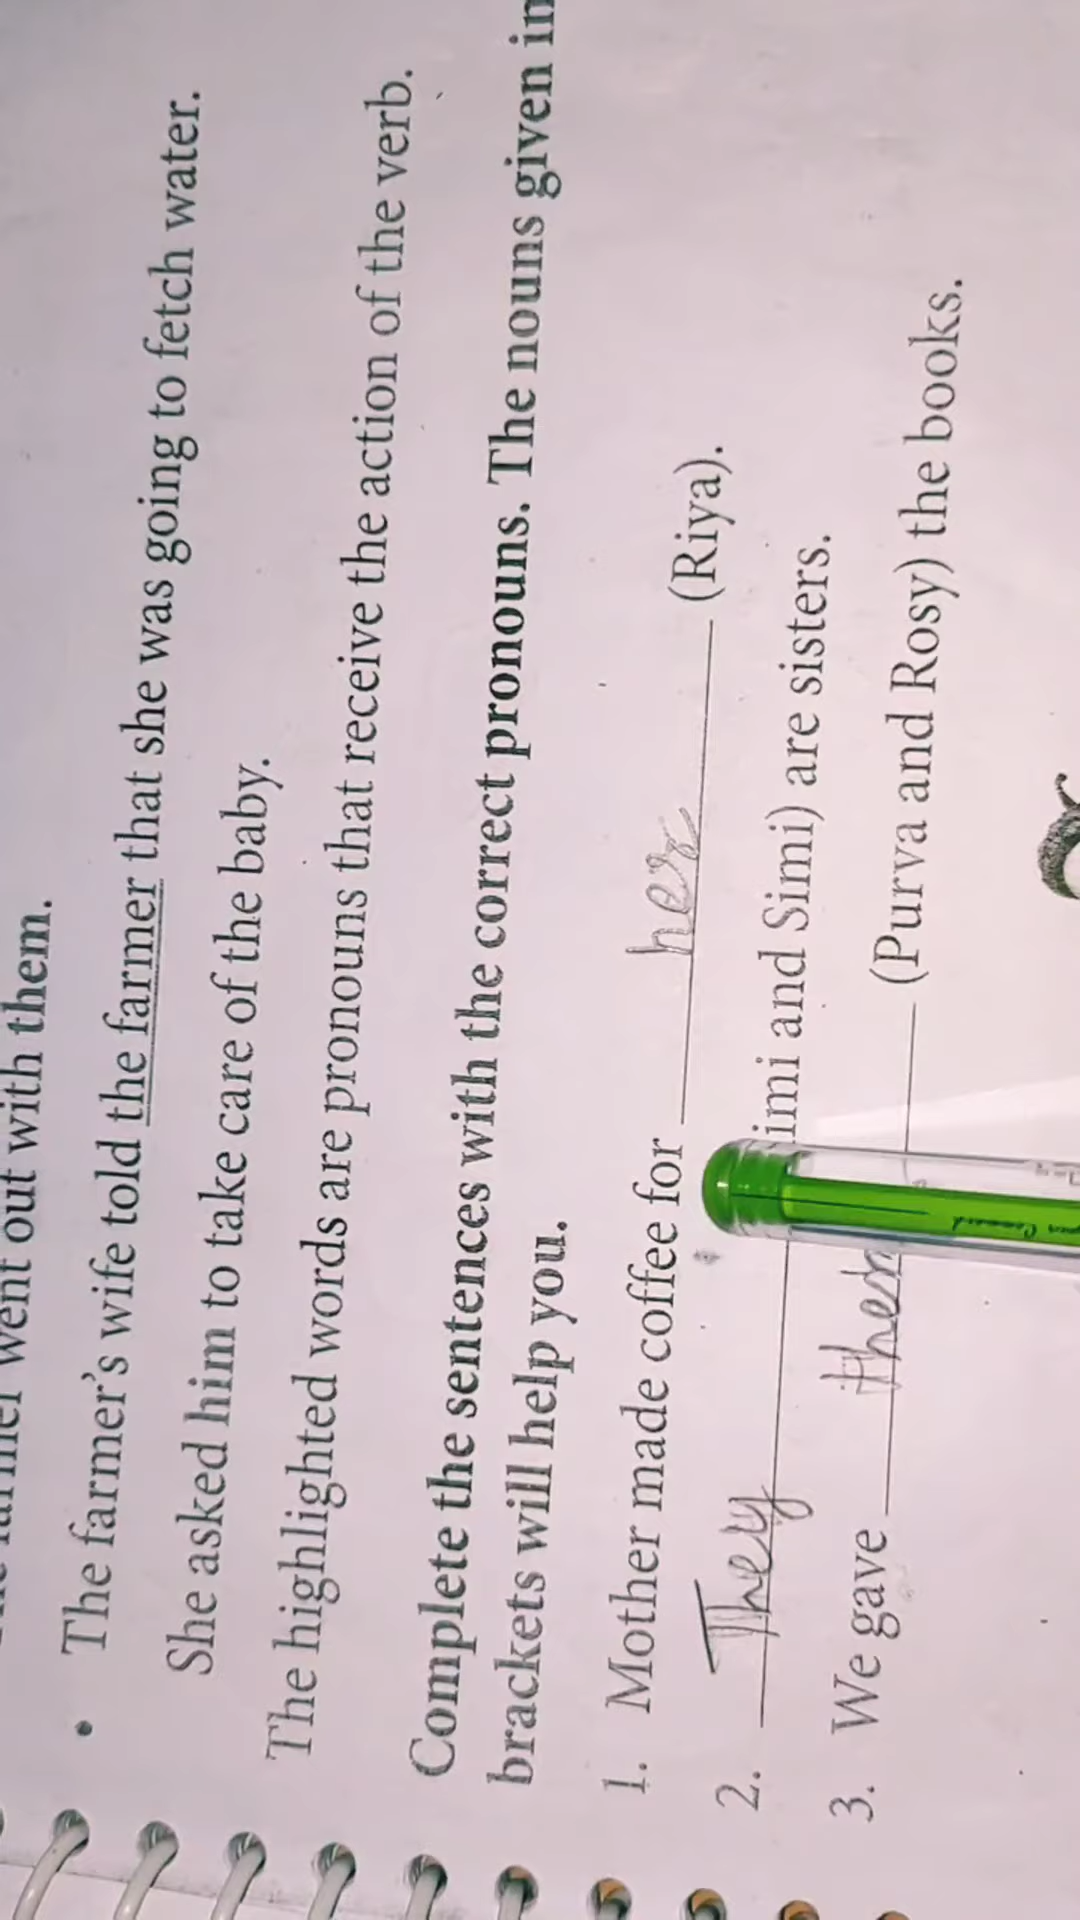 went out with them.
• The farmer's wife told the farmer that she was going to fetch water.
She asked him to take care of the baby.
The highlighted words are pronouns that receive the action of the verb.
Complete the sentences with the correct pronouns. The nouns given in
brackets will help you.
1. Mother made coffee for her (Riya).
2. They imi and Simi) are sisters.
3. We gave (Purva and Rosy) the books.